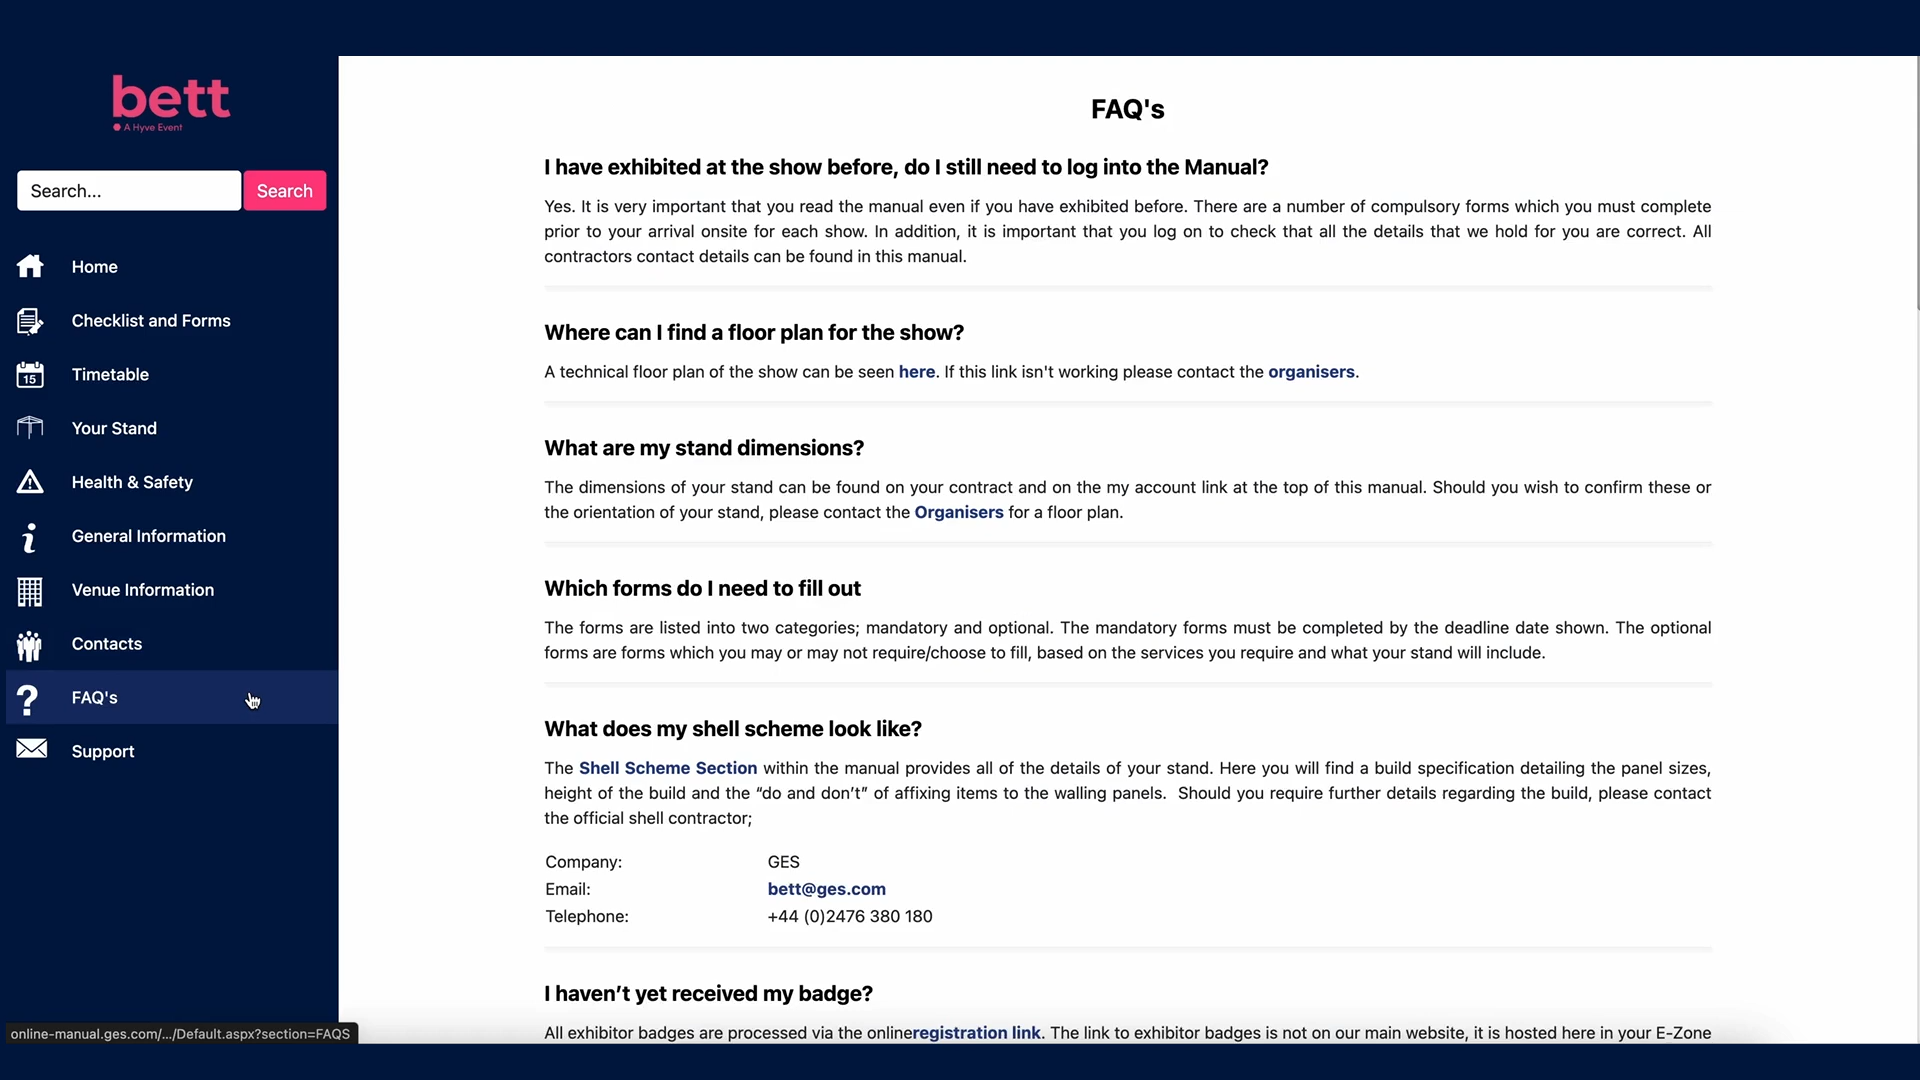 bett
A Hyve Event
Search...
Search
Home
Checklist and Forms
15
Timetable
Your Stand
Health & Safety
General Information
Venue Information
Contacts
FAQ's
Support
online-manual.ges.com/.../Default.aspx?section=FAQS
FAQ's
I have exhibited at the show before, do I still need to log into the Manual?
Yes. It is very important that you read the manual even if you have exhibited before. There are a number of compulsory forms which you must complete
prior to your arrival onsite for each show. In addition, it is important that you log on to check that all the details that we hold for you are correct. All
contractors contact details can be found in this manual.
Where can I find a floor plan for the show?
A technical floor plan of the show can be seen here. If this link isn't working please contact the organisers.
What are my stand dimensions?
The dimensions of your stand can be found on your contract and on the my account link at the top of this manual. Should you wish to confirm these or
the orientation of your stand, please contact the Organisers for a floor plan.
Which forms do I need to fill out
The forms are listed into two categories; mandatory and optional. The mandatory forms must be completed by the deadline date shown. The optional
forms are forms which you may or may not require/choose to fill, based on the services you require and what your stand will include.
What does my shell scheme look like?
The Shell Scheme Section within the manual provides all of the details of your stand. Here you will find a build specification detailing the panel sizes,
height of the build and the “do and don’t” of affixing items to the walling panels.  Should you require further details regarding the build, please contact
the official shell contractor;
Company: GES
Email: bett@ges.com
Telephone: +44 (0)2476 380 180
I haven’t yet received my badge?
All exhibitor badges are processed via the onlineregistration link. The link to exhibitor badges is not on our main website, it is hosted here in your E-Zone